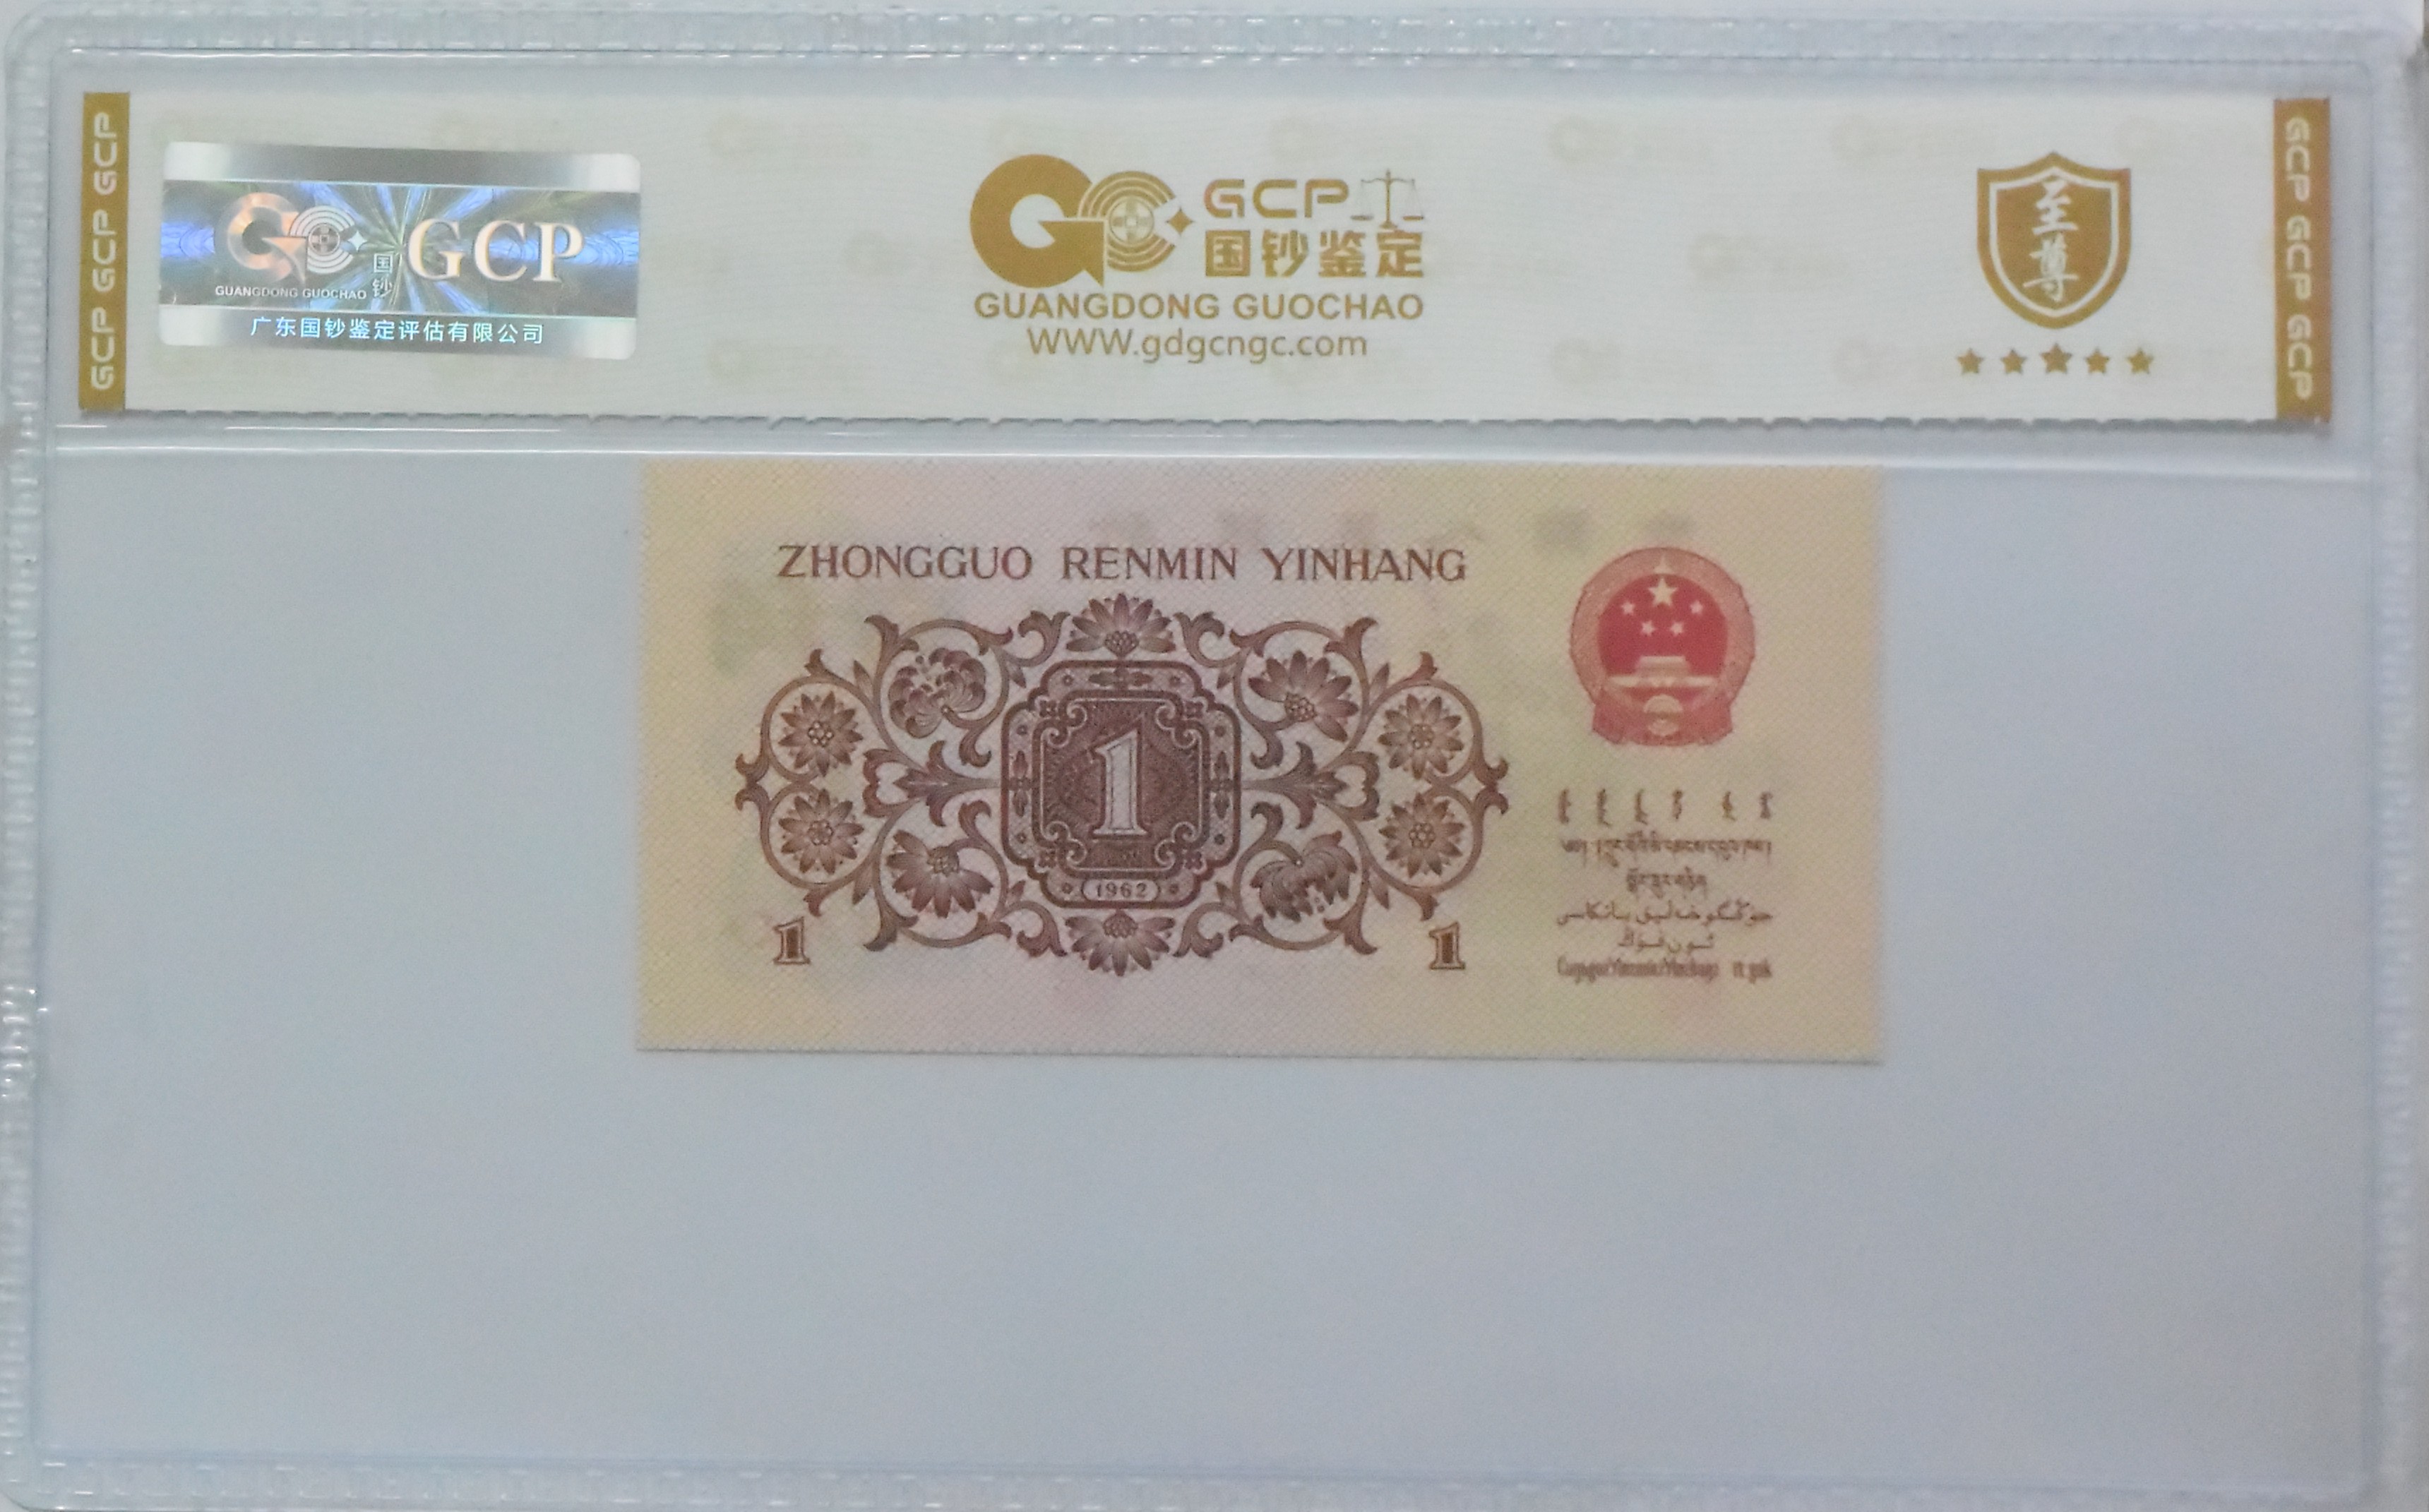 GCP GCP GCP
GCP
国钞
GUANGDONG GUOCHAO
广东国钞鉴定评估有限公司
GCP
国钞鉴定
GUANGDONG GUOCHAO
WWW.gdgcngc.com
至尊
GCP GCP GCP
ZHONGGUO RENMIN YINHANG
1
1962
1
1